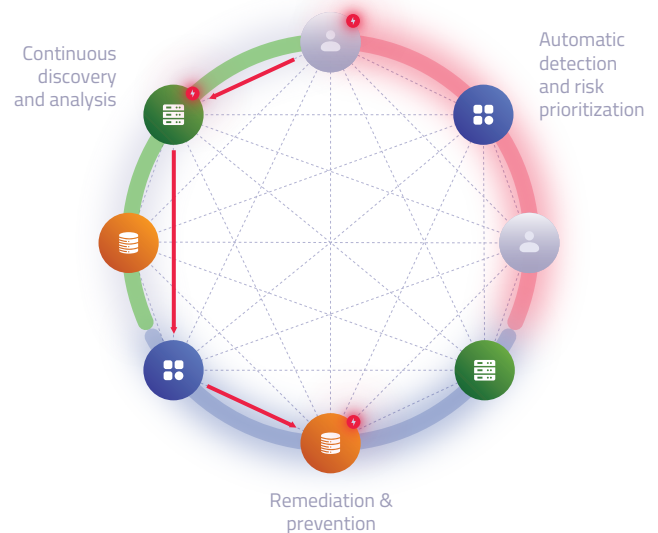 Continuous
discovery
and analysis
Automatic
detection
and risk
prioritization
Remediation &
prevention